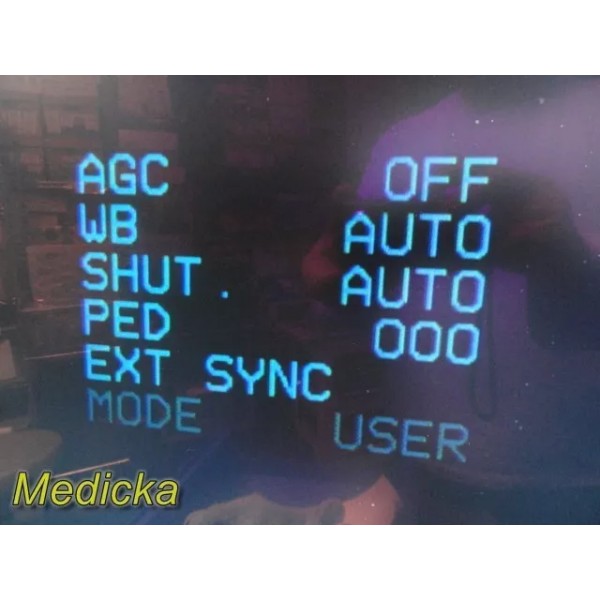 AGC OFF
WB AUTO
SHUT. AUTO
PED 000
EXT SYNC
MODE USER
Medicka